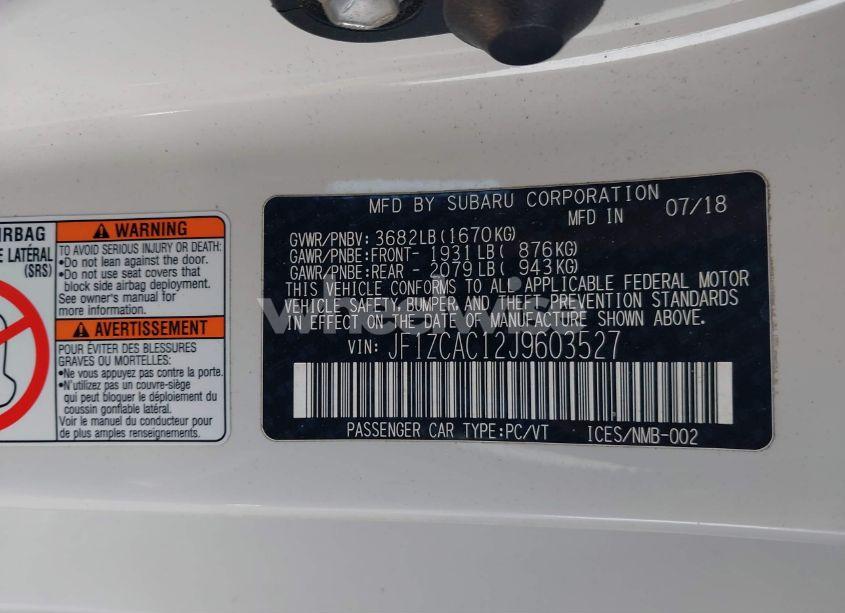 IRBAG
E LATÉRAL
(SRS)
WARNING
TO AVOID SERIOUS INJURY OR DEATH:
•Do not lean against the door.
•Do not use seat covers that
block side airbag deployment.
See owner's manual for
more information.
AVERTISSEMENT
POUR ÉVITER DES BLESSURES
GRAVES OU MORTELLES:
•Ne vous appuyez pas contre la porte.
•N'utilizez pas un couvre-siège
qui peut bloquer le déploiement du
coussin gonflable latéral.
Voir le manuel du conducteur pour
de plus amples renseignements.
MFD BY SUBARU CORPORATION
MFD IN 07/18
GVWR/PNBV: 3682LB(1670KG)
GAWR/PNBE:FRONT- 1931LB( 876KG)
GAWR/PNBE:REAR - 2079LB( 943KG)
THIS VEHICLE CONFORMS TO ALL APPLICABLE FEDERAL MOTOR
VEHICLE SAFETY, BUMPER, AND THEFT PREVENTION STANDARDS
IN EFFECT ON THE DATE OF MANUFACTURE SHOWN ABOVE.
VIN: JF1ZCAC12J9603527
PASSENGER CAR TYPE:PC/VT ICES/NMB-002